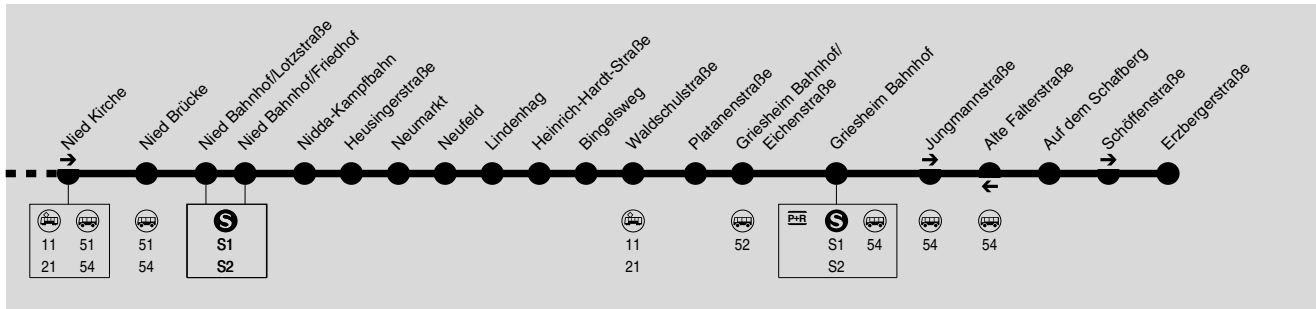 Nied Kirche
Nied Brücke
Nied Bahnhof/Lotzstraße
Nied Bahnhof/Friedhof
Nidda-Kampfbahn
Heusingerstraße
Neumarkt
Neufeld
Lindenhag
Heinrich-Hardt-Straße
Bingelsweg
Waldschulstraße
Platanenstraße
Griesheim Bahnhof/
Eichenstraße
Griesheim Bahnhof
Jungmannstraße
Alte Falterstraße
Auf dem Schafberg
Schöffenstraße
Erzbergerstraße
11 51
21 54
51
54
S
S1
S2
11
21
52
P+R S
S1 54
S2
54
54